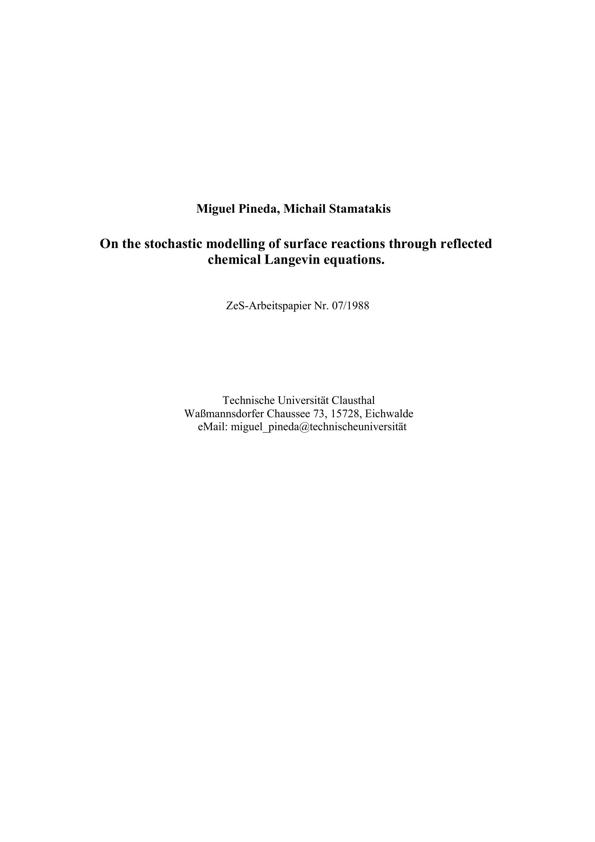 Miguel Pineda, Michail Stamatakis
On the stochastic modelling of surface reactions through reflected
chemical Langevin equations.
ZeS-Arbeitspapier Nr. 07/1988
Technische Universität Clausthal
Waßmannsdorfer Chaussee 73, 15728, Eichwalde
eMail: miguel_pineda@technischeuniversität